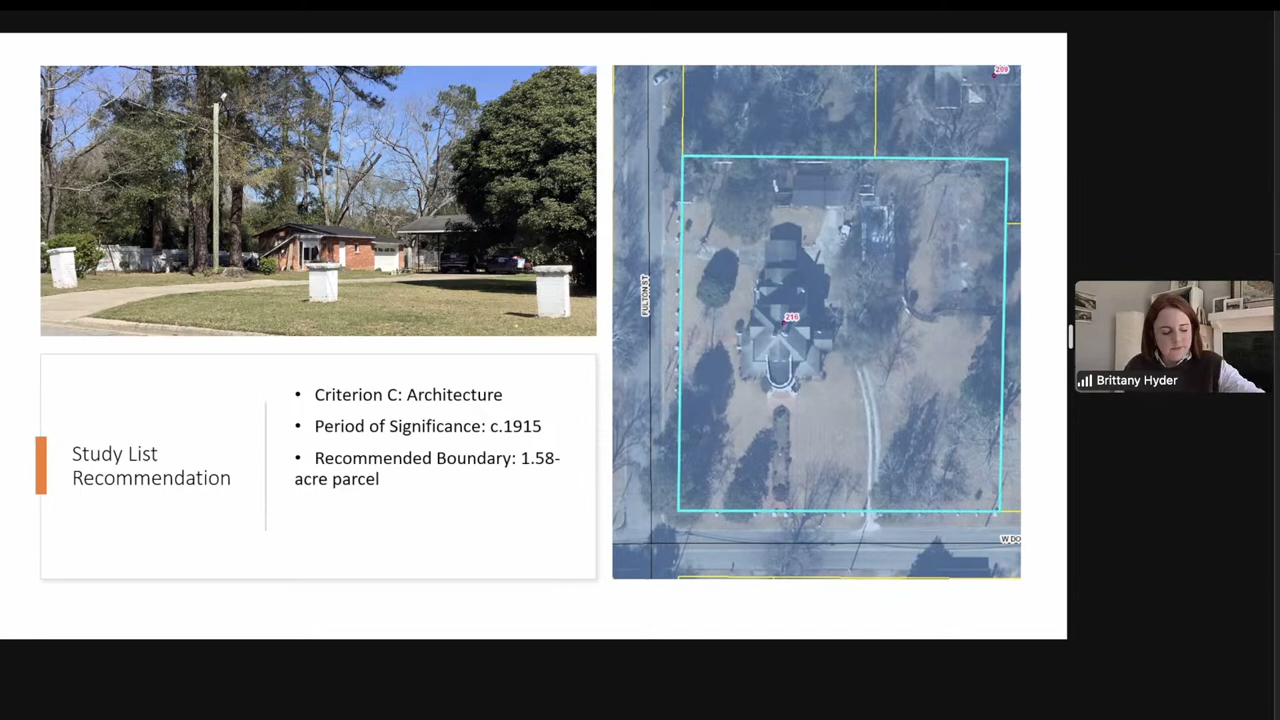 209
FULTON ST
216
W DO
Study List
Recommendation
• Criterion C: Architecture
• Period of Significance: c.1915
• Recommended Boundary: 1.58-
acre parcel
Brittany Hyder